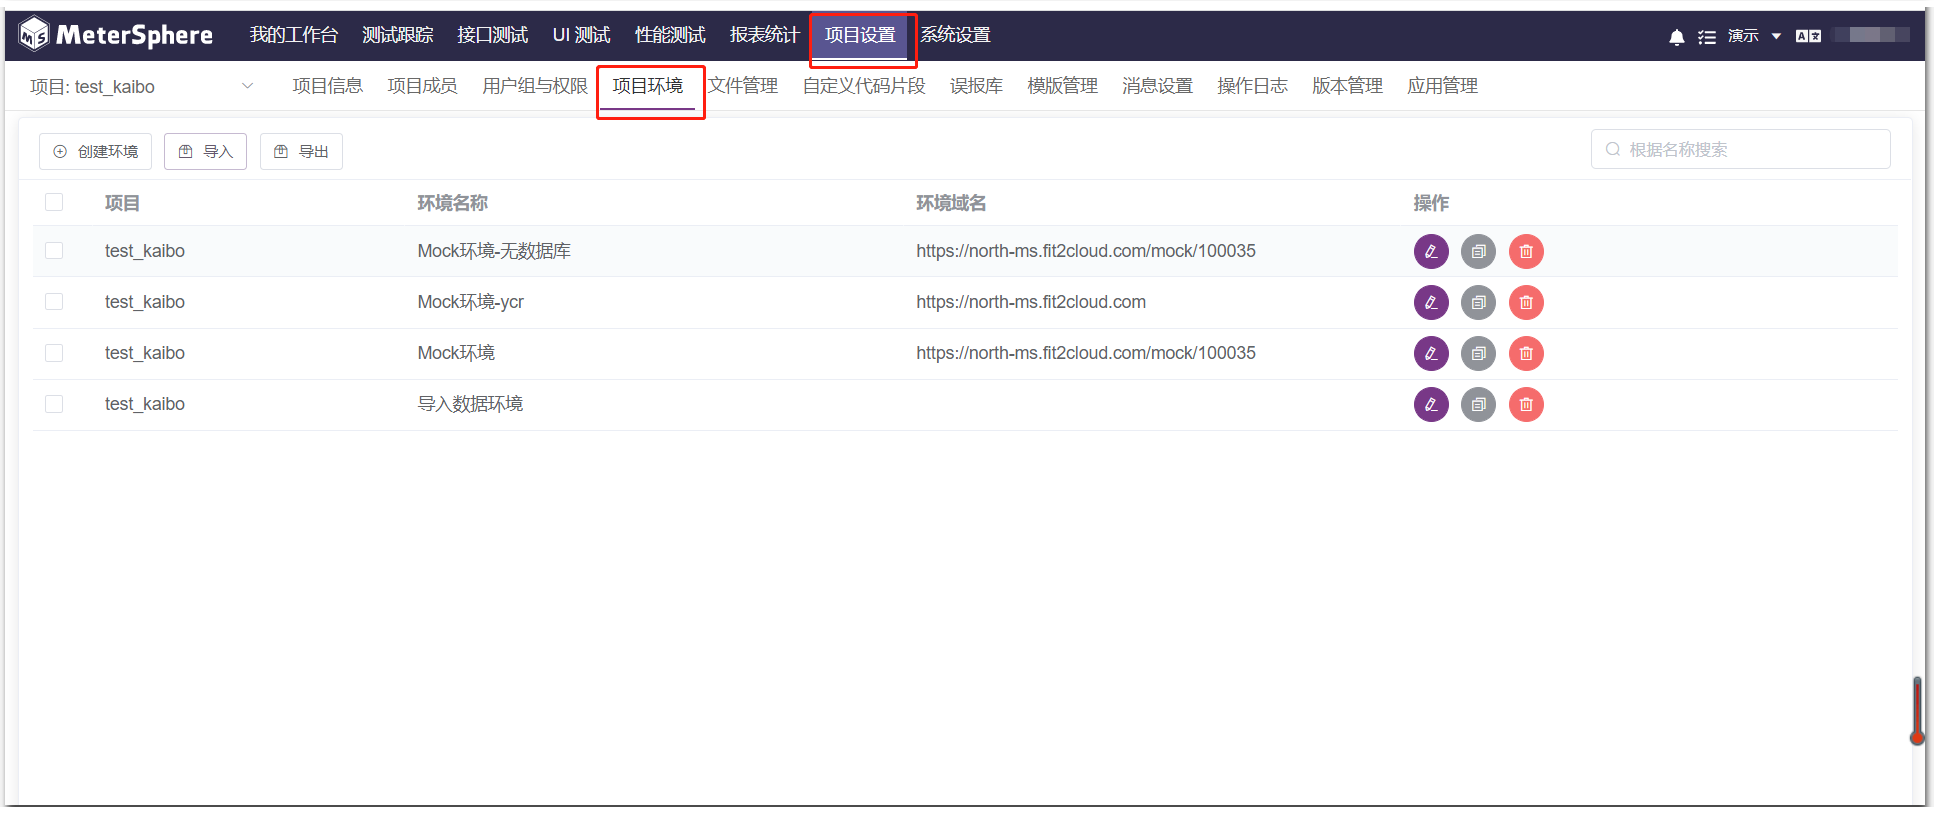 MeterSphere 我的工作台 测试跟踪 接口测试 UI 测试 性能测试 报表统计 项目设置 系统设置 演示
项目: test_kaibo 项目信息 项目成员 用户组与权限 项目环境 文件管理 自定义代码片段 误报库 模版管理 消息设置 操作日志 版本管理 应用管理
创建环境 导入 导出 根据名称搜索
项目 环境名称 环境域名 操作
test_kaibo Mock环境-无数据库 https://north-ms.fit2cloud.com/mock/100035
test_kaibo Mock环境-ycr https://north-ms.fit2cloud.com
test_kaibo Mock环境 https://north-ms.fit2cloud.com/mock/100035
test_kaibo 导入数据环境